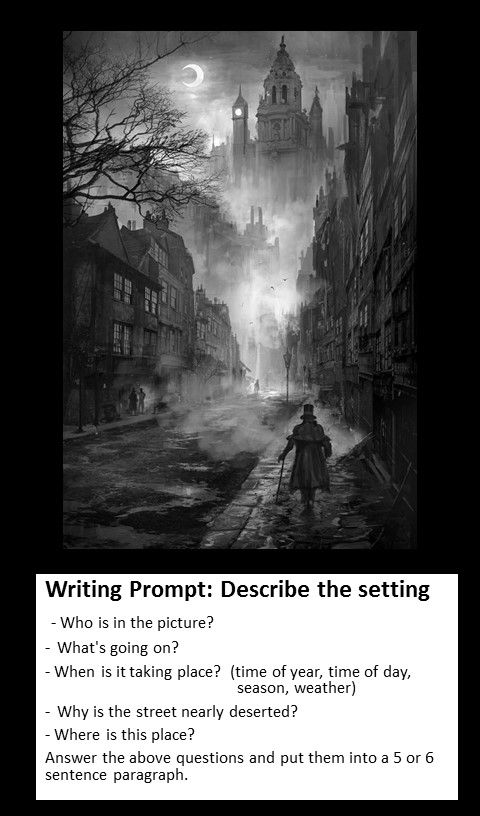 Writing Prompt: Describe the setting
- Who is in the picture?
- What's going on?
- When is it taking place? (time of year, time of day,
season, weather)
- Why is the street nearly deserted?
- Where is this place?
Answer the above questions and put them into a 5 or 6
sentence paragraph.